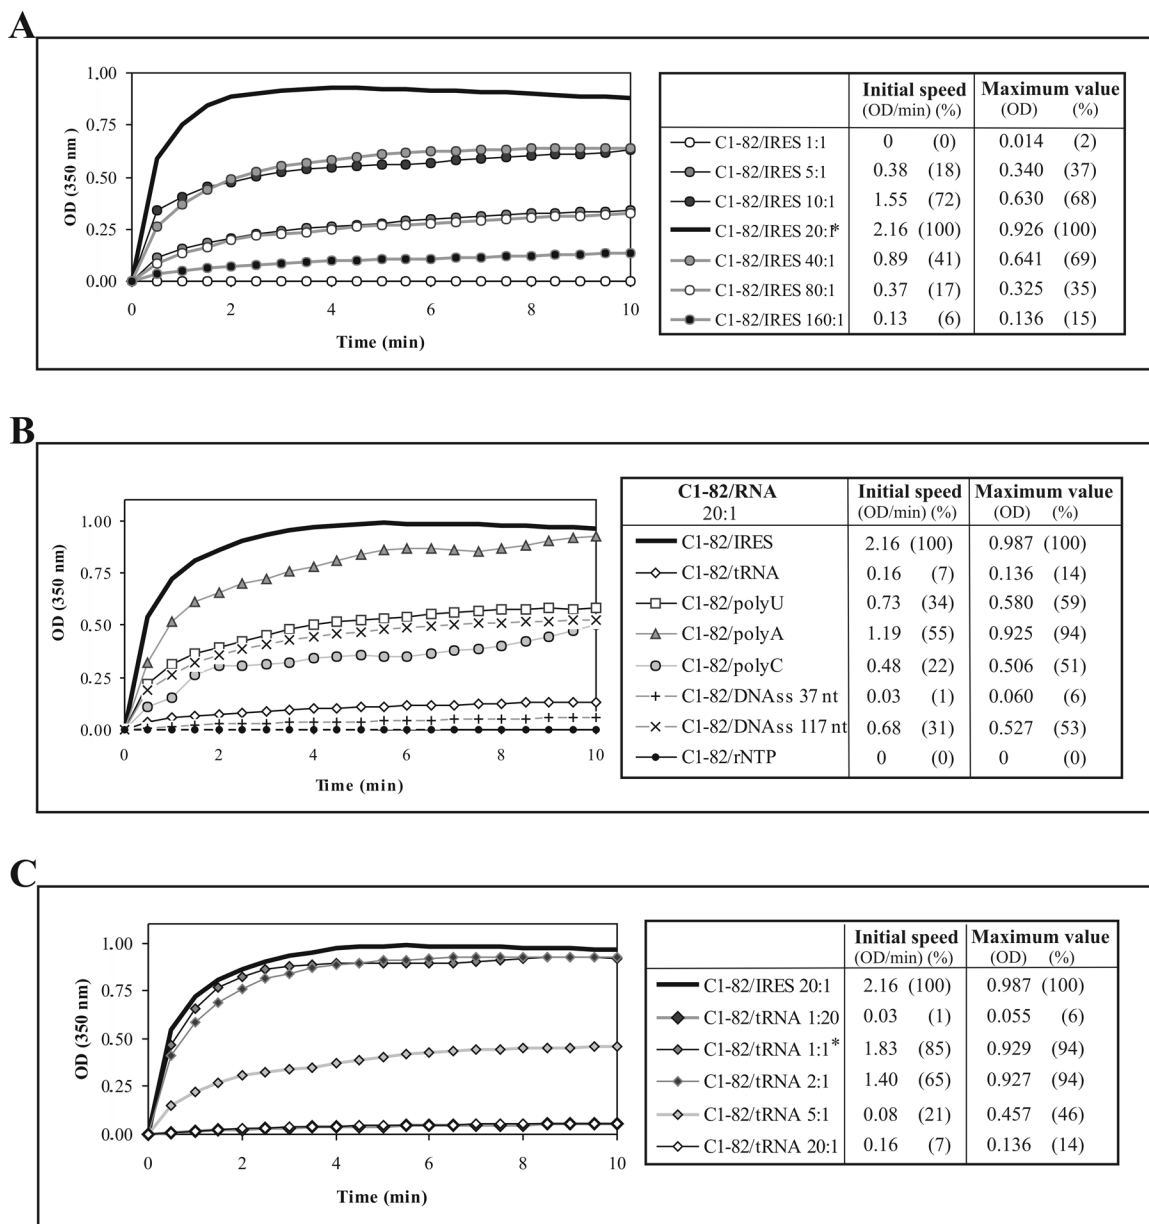 A
1.00
0.75
0.50
0.25
0.00
OD (350 nm )
0 2 4 6 8 10
Time (min)
Initial speed Maximum value
(OD/min) (%) (OD) (%)
C1-82/IRES 1:1 0 (0) 0.014 (2)
C1-82/IRES 5:1 0.38 (18) 0.340 (37)
C1-82/IRES 10:1 1.55 (72) 0.630 (68)
C1-82/IRES 20:1* 2.16 (100) 0.926 (100)
C1-82/IRES 40:1 0.89 (41) 0.641 (69)
C1-82/IRES 80:1 0.37 (17) 0.325 (35)
C1-82/IRES 160:1 0.13 (6) 0.136 (15)
B
1.00
0.75
0.50
0.25
0.00
OD (350 nm)
0 2 4 6 8 10
Time (min)
C1-82/RNA Initial speed Maximum value
20:1 (OD/min) (%) (OD) (%)
C1-82/IRES 2.16 (100) 0.987 (100)
C1-82/tRNA 0.16 (7) 0.136 (14)
C1-82/polyU 0.73 (34) 0.580 (59)
C1-82/polyA 1.19 (55) 0.925 (94)
C1-82/polyC 0.48 (22) 0.506 (51)
C1-82/DNAss 37 nt 0.03 (1) 0.060 (6)
C1-82/DNAss 117 nt 0.68 (31) 0.527 (53)
C1-82/rNTP 0 (0) 0 (0)
C
1.00
0.75
0.50
0.25
0.00
OD (350 nm)
0 2 4 6 8 10
Time (min)
Initial speed Maximum value
(OD/min) (%) (OD) (%)
C1-82/IRES 20:1 2.16 (100) 0.987 (100)
C1-82/tRNA 1:20 0.03 (1) 0.055 (6)
C1-82/tRNA 1:1* 1.83 (85) 0.929 (94)
C1-82/tRNA 2:1 1.40 (65) 0.927 (94)
C1-82/tRNA 5:1 0.08 (21) 0.457 (46)
C1-82/tRNA 20:1 0.16 (7) 0.136 (14)